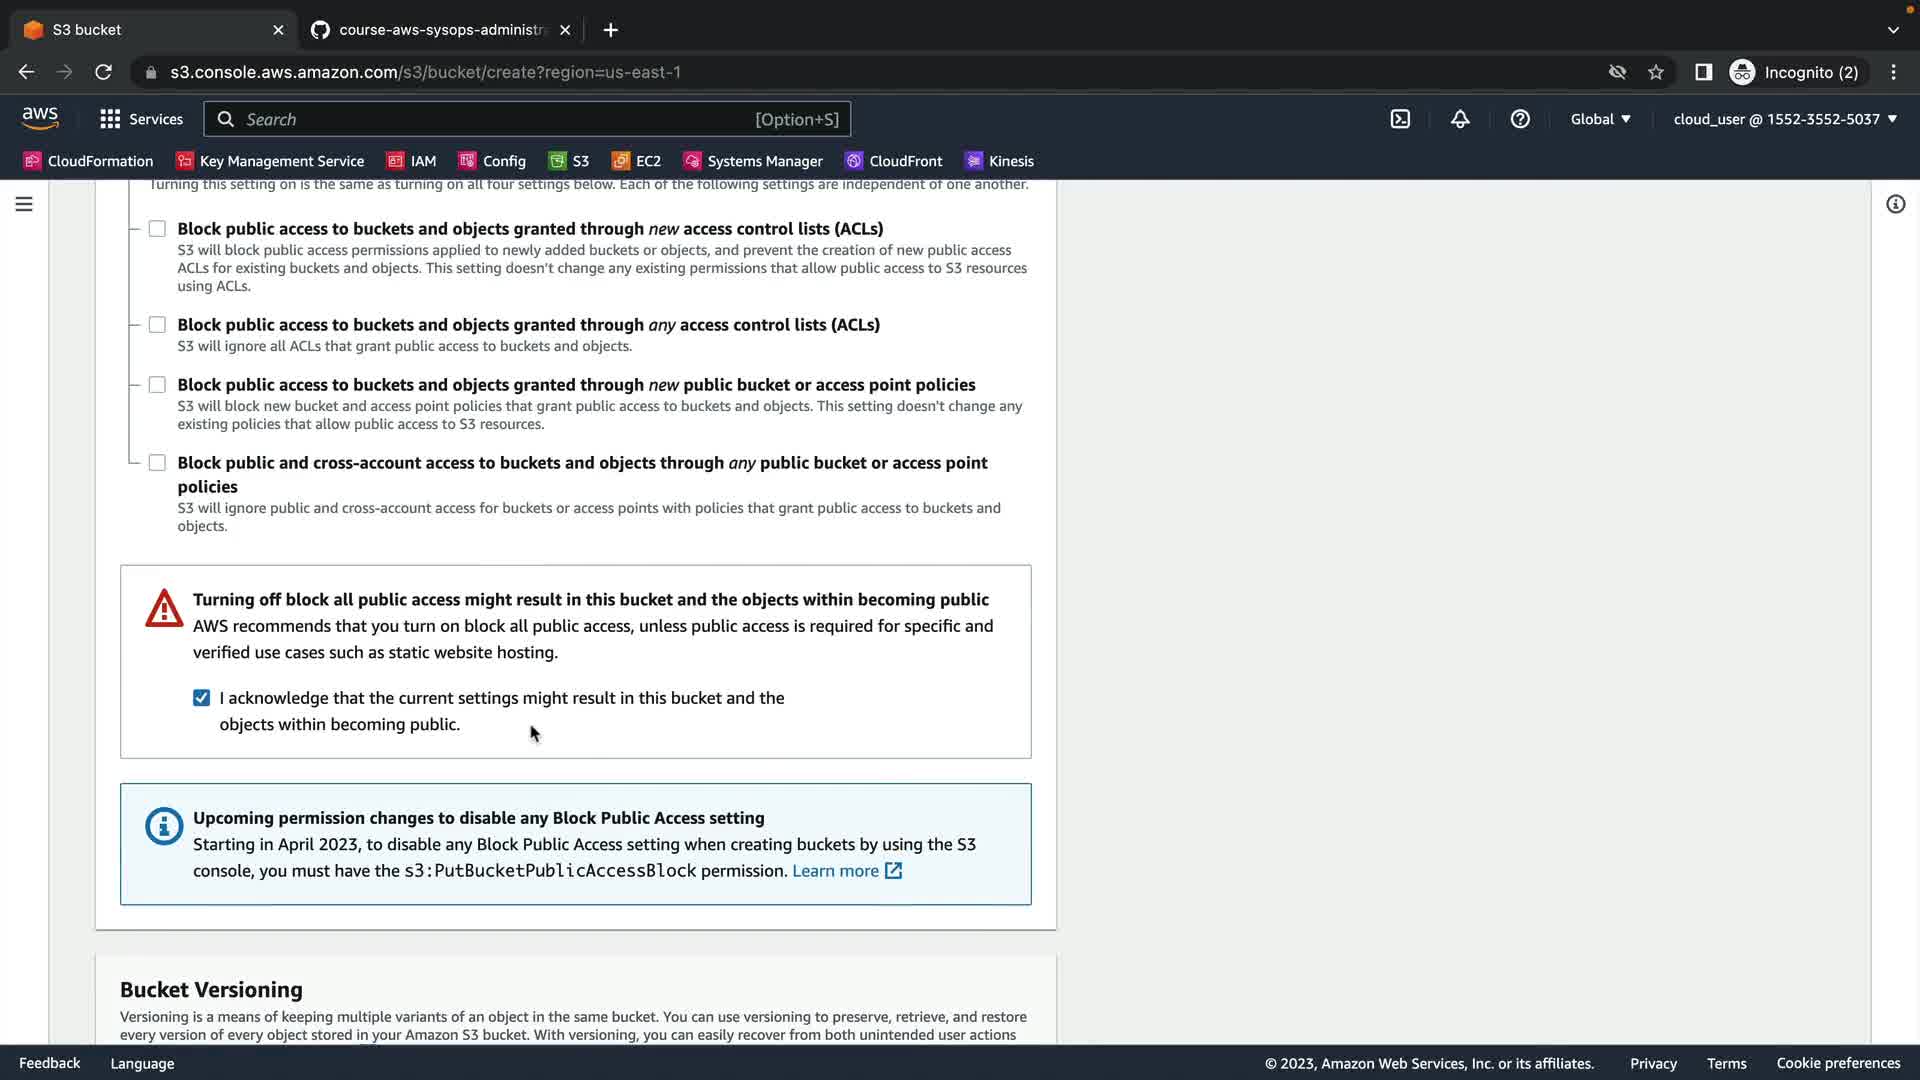 S3 bucket
course-aws-sysops-administr
s3.console.aws.amazon.com/s3/bucket/create?region=us-east-1
Incognito (2)
aws
Services
Search
[Option+S]
Global
cloud_user @ 1552-3552-5037
CloudFormation
Key Management Service
IAM
Config
S3
EC2
Systems Manager
CloudFront
Kinesis
Turning this setting on is the same as turning on all four settings below. Each of the following settings are independent of one another.
Block public access to buckets and objects granted through new access control lists (ACLs)
S3 will block public access permissions applied to newly added buckets or objects, and prevent the creation of new public access
ACLs for existing buckets and objects. This setting doesn't change any existing permissions that allow public access to S3 resources
using ACLs.
Block public access to buckets and objects granted through any access control lists (ACLs)
S3 will ignore all ACLs that grant public access to buckets and objects.
Block public access to buckets and objects granted through new public bucket or access point policies
S3 will block new bucket and access point policies that grant public access to buckets and objects. This setting doesn't change any
existing policies that allow public access to S3 resources.
Block public and cross-account access to buckets and objects through any public bucket or access point
policies
S3 will ignore public and cross-account access for buckets or access points with policies that grant public access to buckets and
objects.
Turning off block all public access might result in this bucket and the objects within becoming public
AWS recommends that you turn on block all public access, unless public access is required for specific and
verified use cases such as static website hosting.
I acknowledge that the current settings might result in this bucket and the
objects within becoming public.
Upcoming permission changes to disable any Block Public Access setting
Starting in April 2023, to disable any Block Public Access setting when creating buckets by using the S3
console, you must have the s3:PutBucketPublicAccessBlock permission. Learn more
Bucket Versioning
Versioning is a means of keeping multiple variants of an object in the same bucket. You can use versioning to preserve, retrieve, and restore
every version of every object stored in your Amazon S3 bucket. With versioning, you can easily recover from both unintended user actions
Feedback
Language
© 2023, Amazon Web Services, Inc. or its affiliates.
Privacy
Terms
Cookie preferences